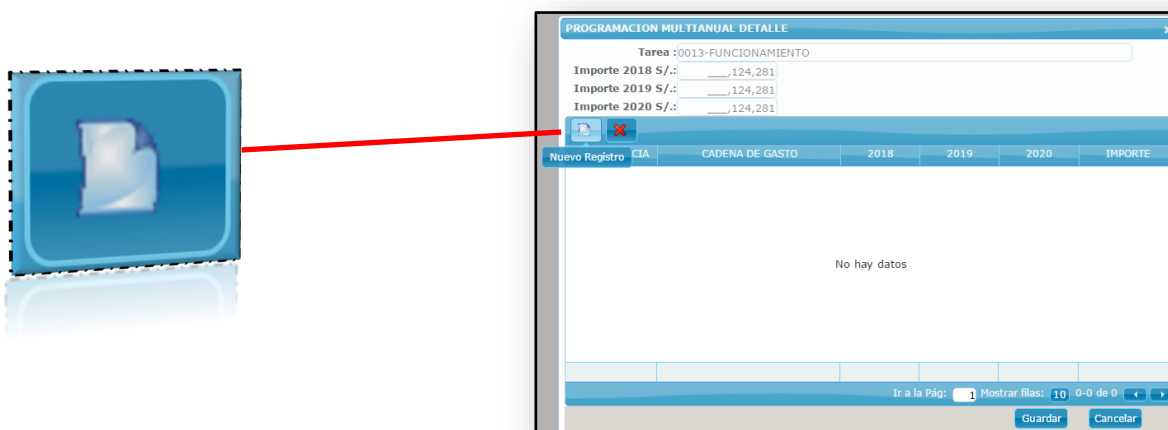 PROGRAMACION MULTIANUAL DETALLE
Tarea :0013-FUNCIONAMIENTO
Importe 2018 S/.: ___,124,281
Importe 2019 S/.: ___,124,281
Importe 2020 S/.: ___,124,281
Nuevo Registro CIA CADENA DE GASTO 2018 2019 2020 IMPORTE
No hay datos
Ir a la Pág: 1 Mostrar filas: 10 0-0 de 0
Guardar Cancelar